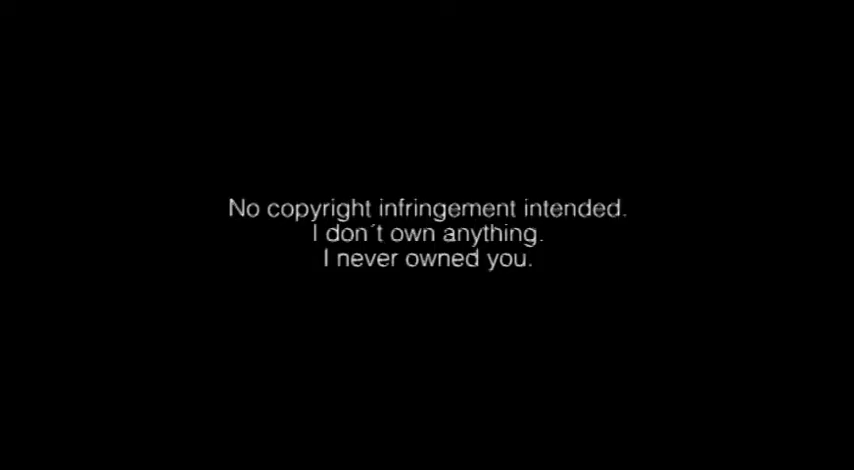 No copyright infringement intended.
I don´t own anything.
I never owned you.